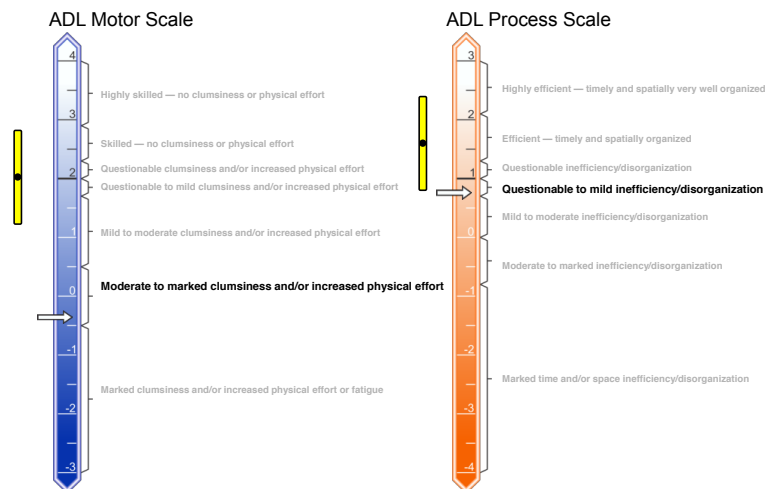 ADL Motor Scale
4
Highly skilled — no clumsiness or physical effort
3
Skilled — no clumsiness or physical effort
Questionable clumsiness and/or increased physical effort
2
Questionable to mild clumsiness and/or increased physical effort
1
Mild to moderate clumsiness and/or increased physical effort
Moderate to marked clumsiness and/or increased physical effort
0
-1
Marked clumsiness and/or increased physical effort or fatigue
-2
-3
ADL Process Scale
3
Highly efficient — timely and spatially very well organized
2
Efficient — timely and spatially organized
Questionable inefficiency/disorganization
1
Questionable to mild inefficiency/disorganization
Mild to moderate inefficiency/disorganization
0
Moderate to marked inefficiency/disorganization
-1
-2
Marked time and/or space inefficiency/disorganization
-3
-4